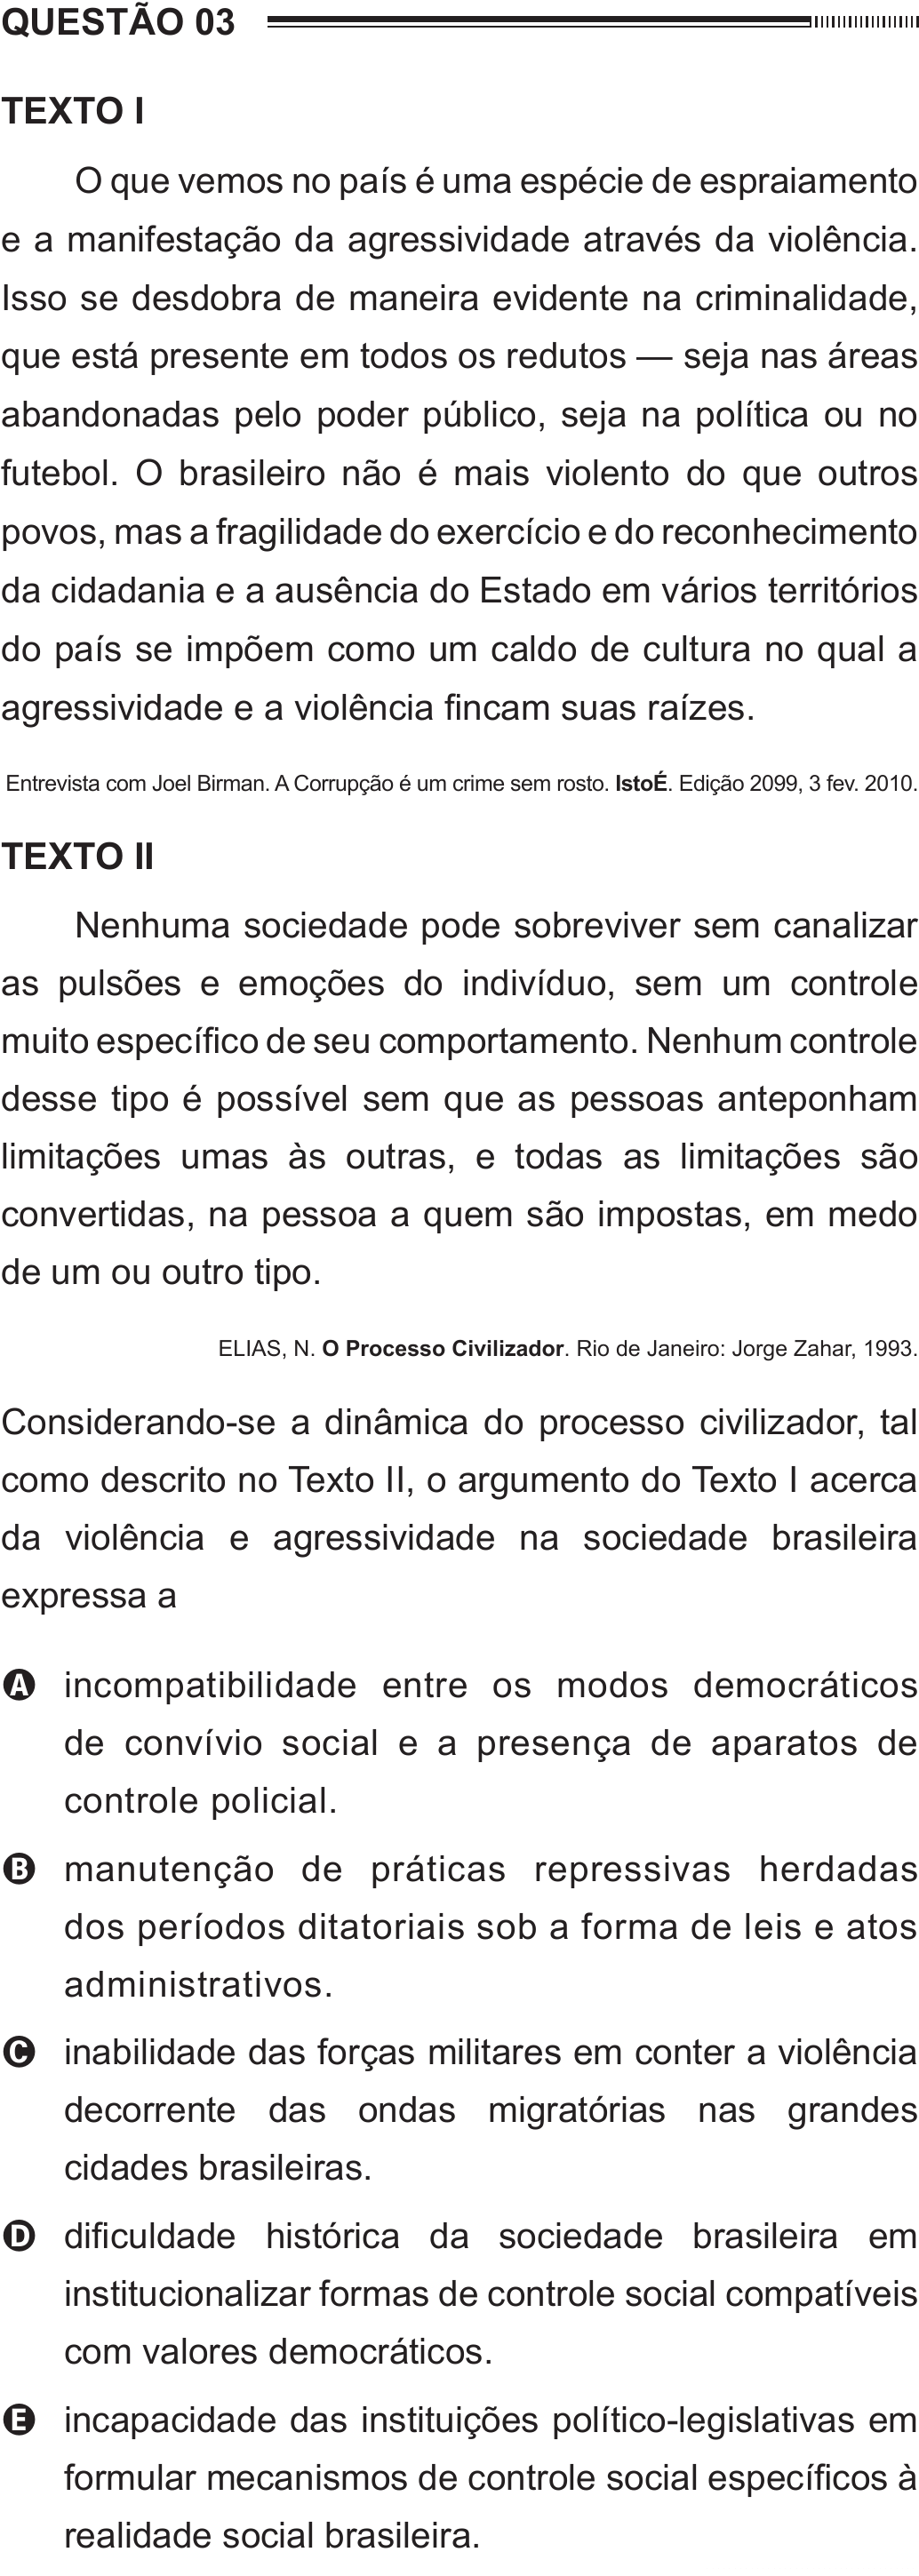 QUESTÃO 03
TEXTO I
O que vemos no país é uma espécie de espraiamento
e a manifestação da agressividade através da violência.
Isso se desdobra de maneira evidente na criminalidade,
que está presente em todos os redutos — seja nas áreas
abandonadas pelo poder público, seja na política ou no
futebol. O brasileiro não é mais violento do que outros
povos, mas a fragilidade do exercício e do reconhecimento
da cidadania e a ausência do Estado em vários territórios
do país se impõem como um caldo de cultura no qual a
agressividade e a violência fincam suas raízes.
Entrevista com Joel Birman. A Corrupção é um crime sem rosto. IstoÉ. Edição 2099, 3 fev. 2010.
TEXTO II
Nenhuma sociedade pode sobreviver sem canalizar
as pulsões e emoções do indivíduo, sem um controle
muito específico de seu comportamento. Nenhum controle
desse tipo é possível sem que as pessoas anteponham
limitações umas às outras, e todas as limitações são
convertidas, na pessoa a quem são impostas, em medo
de um ou outro tipo.
ELIAS, N. O Processo Civilizador. Rio de Janeiro: Jorge Zahar, 1993.
Considerando-se a dinâmica do processo civilizador, tal
como descrito no Texto II, o argumento do Texto I acerca
da violência e agressividade na sociedade brasileira
expressa a
A incompatibilidade entre os modos democráticos
de convívio social e a presença de aparatos de
controle policial.
B manutenção de práticas repressivas herdadas
dos períodos ditatoriais sob a forma de leis e atos
administrativos.
C inabilidade das forças militares em conter a violência
decorrente das ondas migratórias nas grandes
cidades brasileiras.
D dificuldade histórica da sociedade brasileira em
institucionalizar formas de controle social compatíveis
com valores democráticos.
E incapacidade das instituições político-legislativas em
formular mecanismos de controle social específicos à
realidade social brasileira.